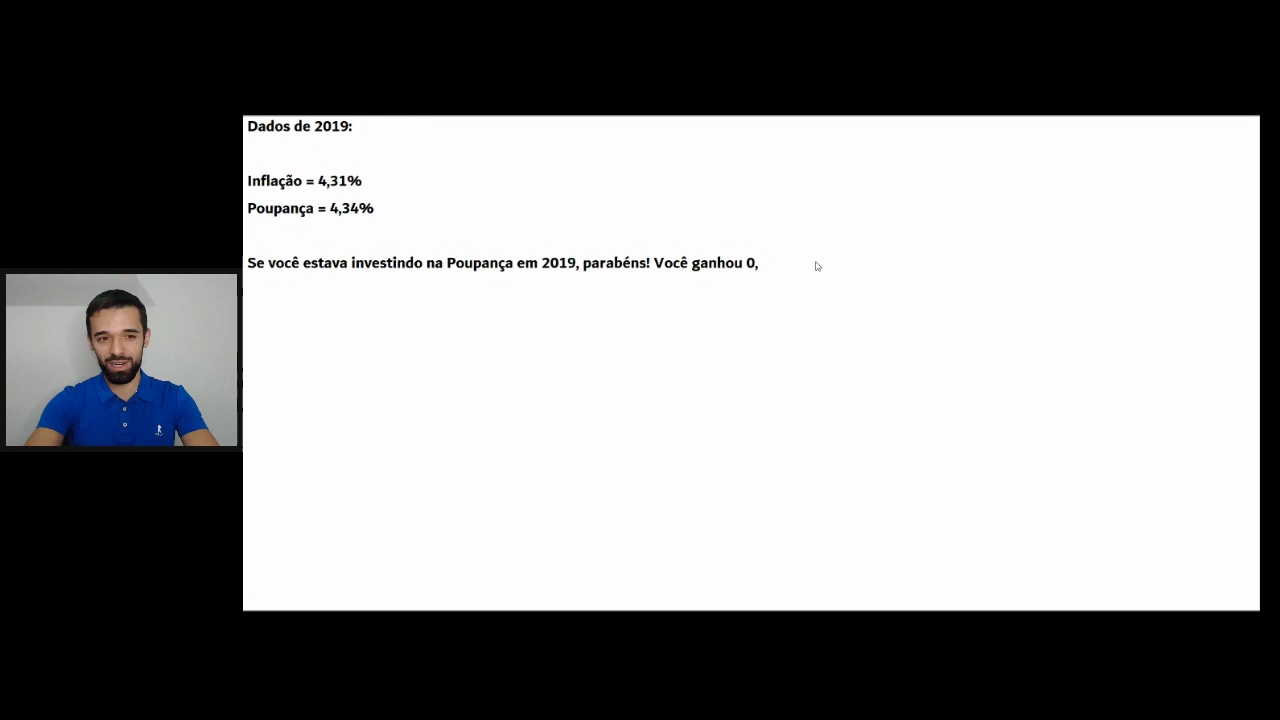 Dados de 2019:
Inflação = 4,31%
Poupança = 4,34%
Se você estava investindo na Poupança em 2019, parabéns! Você ganhou 0,